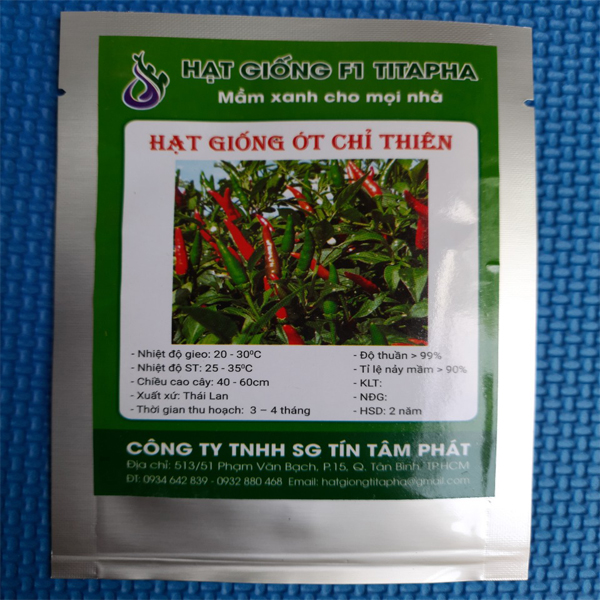 HẠT GIỐNG F1 TITAPHA
Mầm xanh cho mọi nhà
HẠT GIỐNG ỚT CHỈ THIÊN
- Nhiệt độ gieo: 20 - 30⁰C
- Nhiệt độ ST: 25 - 35⁰C
- Chiều cao cây: 40 - 60cm
- Xuất xứ: Thái Lan
- Thời gian thu hoạch: 3 – 4 tháng
- Độ thuần > 99%
- Tỉ lệ nảy mầm > 90%
- KLT:
- NĐG:
- HSD: 2 năm
CÔNG TY TNHH SG TÍN TÂM PHÁT
Địa chỉ: 513/51 Phạm Văn Bạch, P.15, Q. Tân Bình, TP.HCM
ĐT: 0934 642 839 - 0932 880 468 Email: hatgiongtitapha@gmail.com